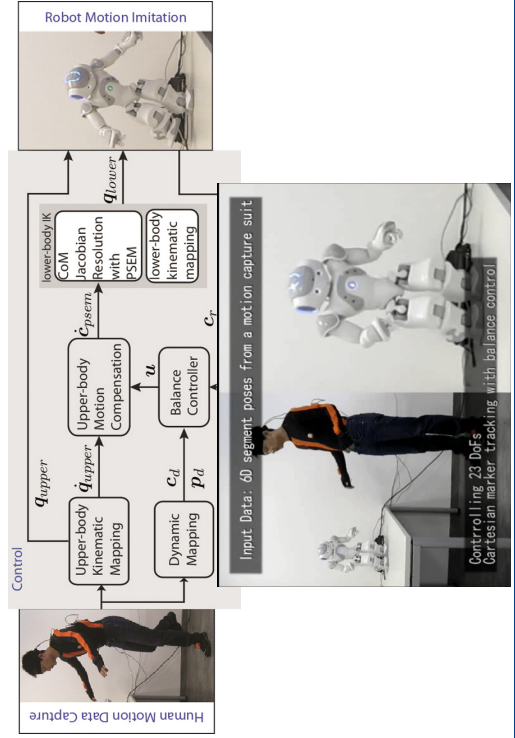 Human Motion Data Capture
Control
Upper-body
Kinematic
Mapping
Dynamic
Mapping
q_upper
q̇_upper
c_d
p_d
Upper-body
Motion
Compensation
u
Balance
Controller
ċ_psem
c_r
lower-body IK
CoM
Jacobian
Resolution
with
PSEM
lower-body
kinematic
mapping
q_lower
Robot Motion Imitation
Input Data: 6D segment poses from a motion capture suit
Contrrolling 23 DoFs
Cartesian marker tracking with balance control